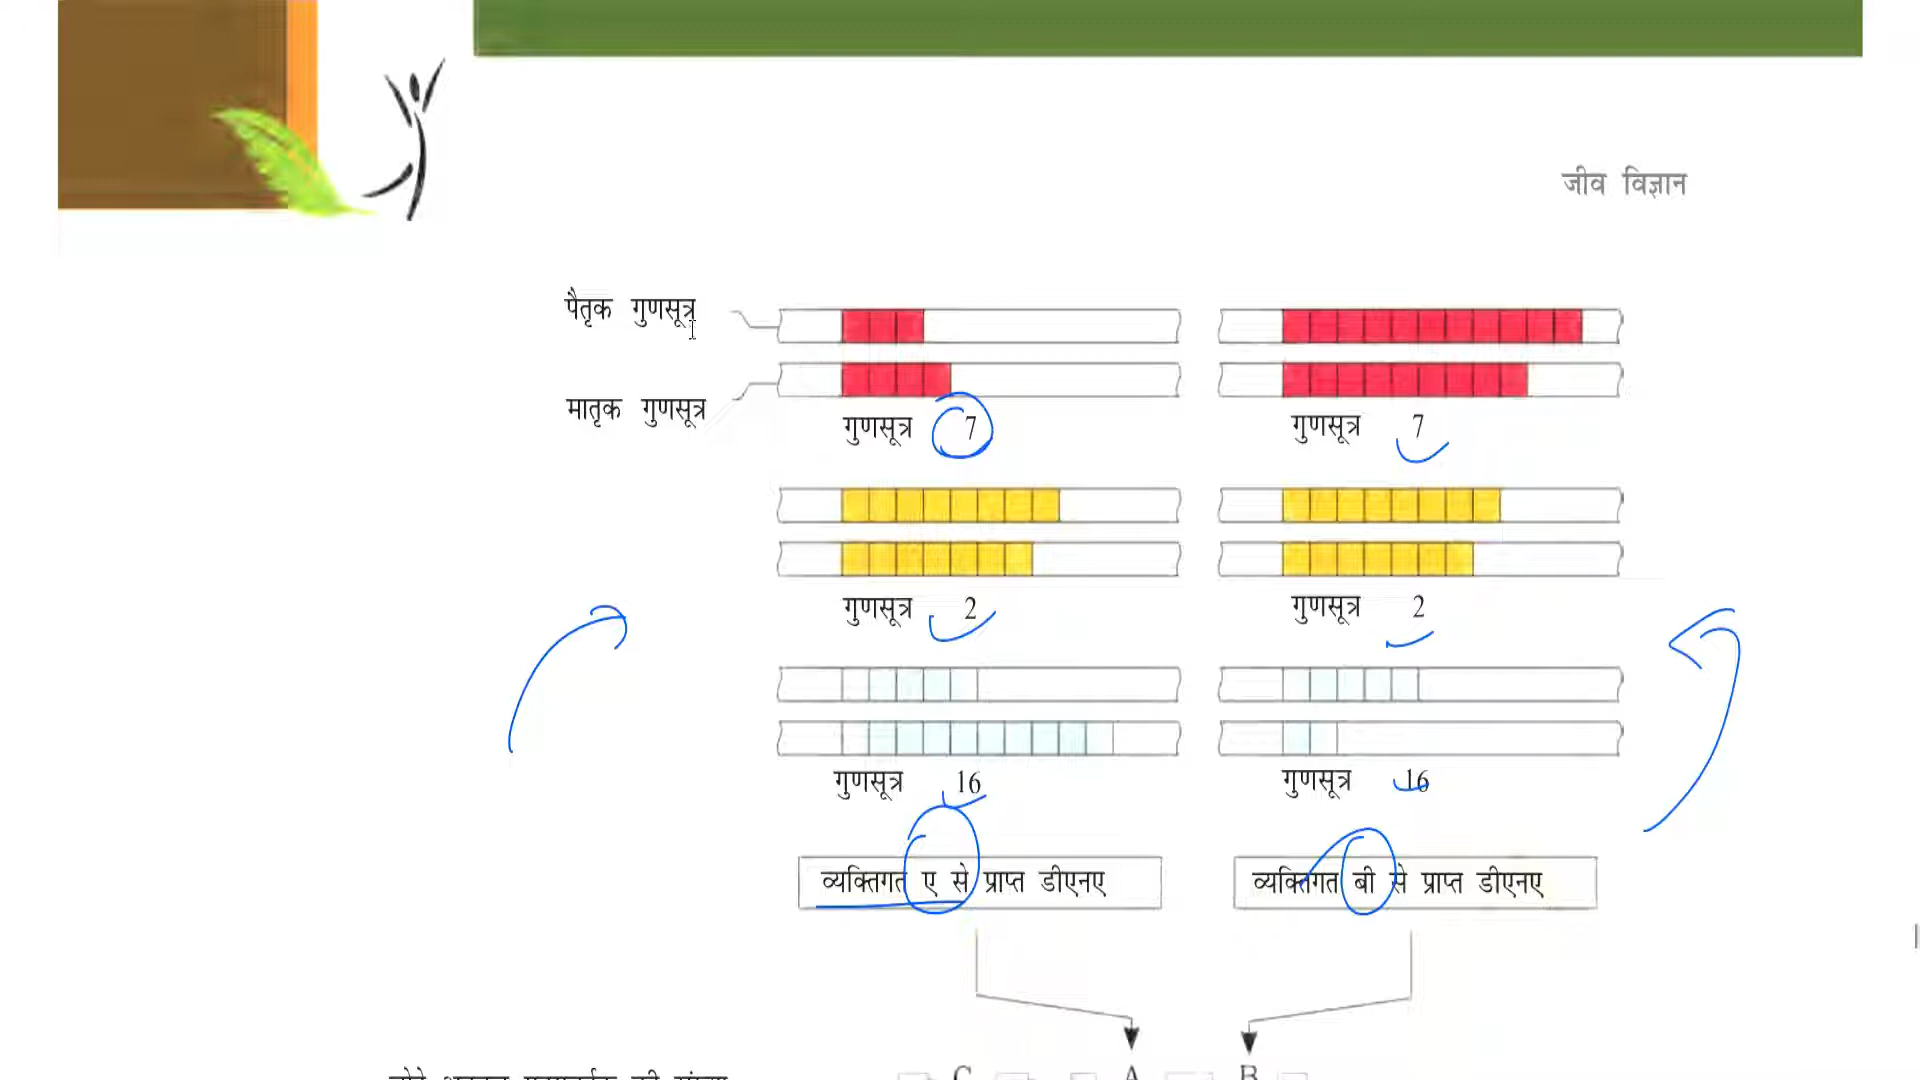 जीव विज्ञान
पैतृक गुणसूत्र
मातृक गुणसूत्र
गुणसूत्र 7 गुणसूत्र 7
गुणसूत्र 2 गुणसूत्र 2
गुणसूत्र 16 गुणसूत्र 16
व्यक्तिगत ए से प्राप्त डीएनए व्यक्तिगत बी से प्राप्त डीएनए
C A B